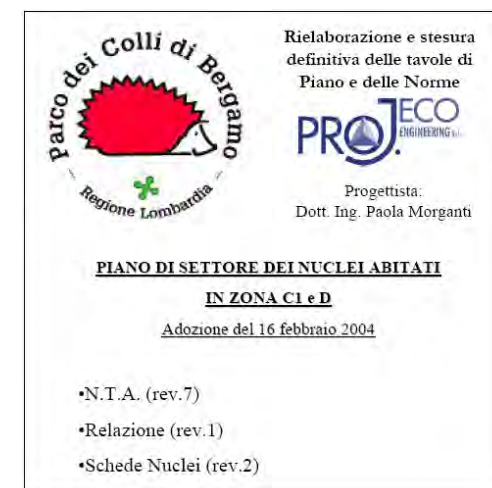 Parco dei Colli di Bergamo
Regione Lombardia
Rielaborazione e stesura
definitiva delle tavole di
Piano e delle Norme
PROJ.ECO
ENGINEERING
Progettista:
Dott. Ing. Paola Morganti
PIANO DI SETTORE DEI NUCLEI ABITATI
IN ZONA C1 e D
Adozione del 16 febbraio 2004
•N.T.A. (rev.7)
•Relazione (rev.1)
•Schede Nuclei (rev.2)